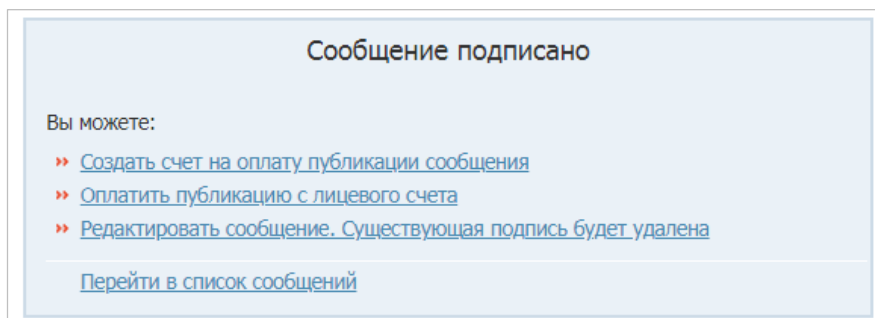 Сообщение подписано
Вы можете:
Создать счет на оплату публикации сообщения
Оплатить публикацию с лицевого счета
Редактировать сообщение. Существующая подпись будет удалена
Перейти в список сообщений